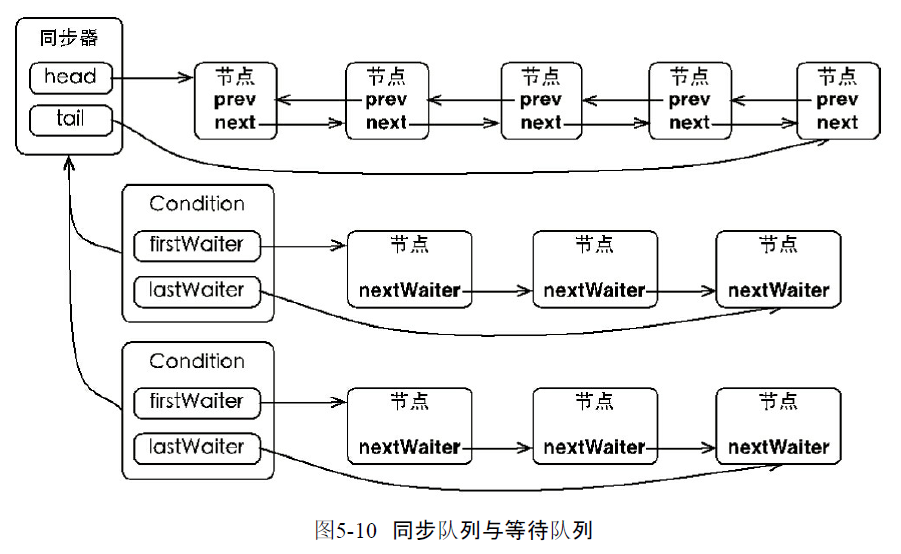 同步器
head
tail
节点 节点 节点 节点 节点
prev prev prev prev prev
next next next next next
Condition
firstWaiter
lastWaiter
节点 节点 节点
nextWaiter nextWaiter nextWaiter
Condition
firstWaiter
lastWaiter
节点 节点 节点
nextWaiter nextWaiter nextWaiter
图5-10 同步队列与等待队列